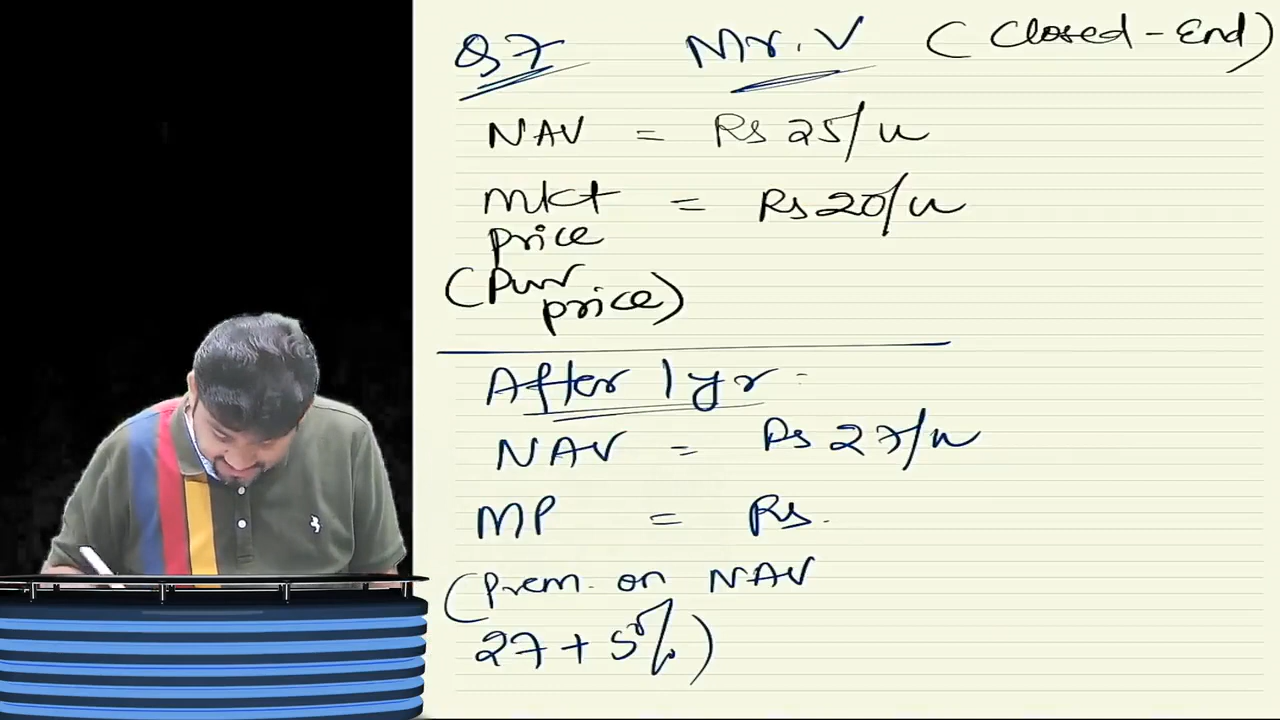 Q7 Mr. V (Closed-End)
NAV = Rs 25/u
mkt price = Rs 20/u
(Pur price)
After 1 yr :
NAV = Rs 27/u
MP = Rs.
(Prem. on NAV
27 + 5%)